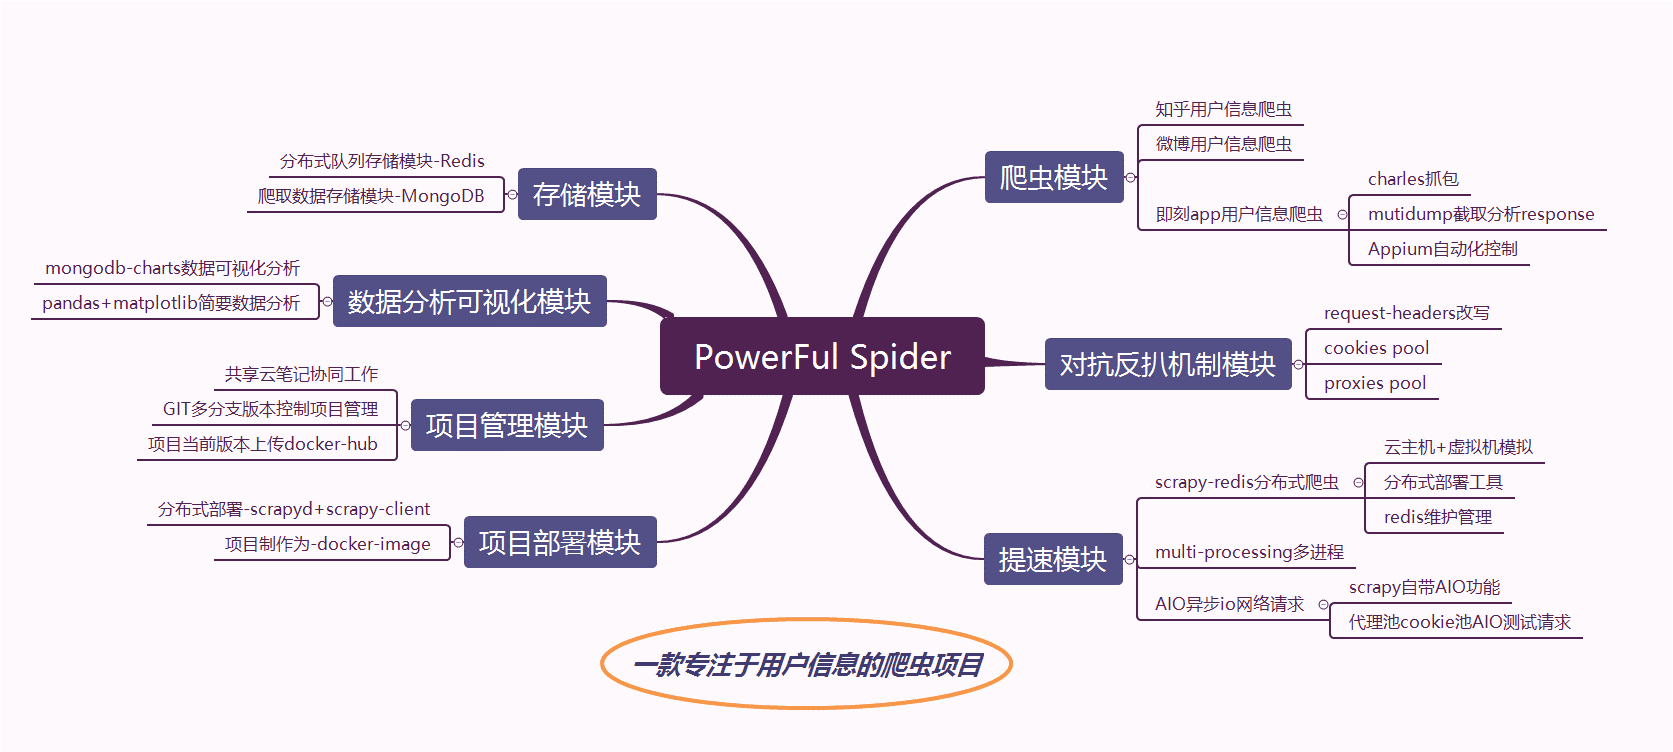 PowerFul Spider
爬虫模块
知乎用户信息爬虫
微博用户信息爬虫
即刻app用户信息爬虫
charles抓包
mutidump截取分析response
Appium自动化控制
对抗反扒机制模块
request-headers改写
cookies pool
proxies pool
提速模块
scrapy-redis分布式爬虫
云主机+虚拟机模拟
分布式部署工具
redis维护管理
multi-processing多进程
AIO异步io网络请求
scrapy自带AIO功能
代理池cookie池AIO测试请求
存储模块
分布式队列存储模块-Redis
爬取数据存储模块-MongoDB
数据分析可视化模块
mongodb-charts数据可视化分析
pandas+matplotlib简要数据分析
项目管理模块
共享云笔记协同工作
GIT多分支版本控制项目管理
项目当前版本上传docker-hub
项目部署模块
分布式部署-scrapyd+scrapy-client
项目制作为-docker-image
一款专注于用户信息的爬虫项目